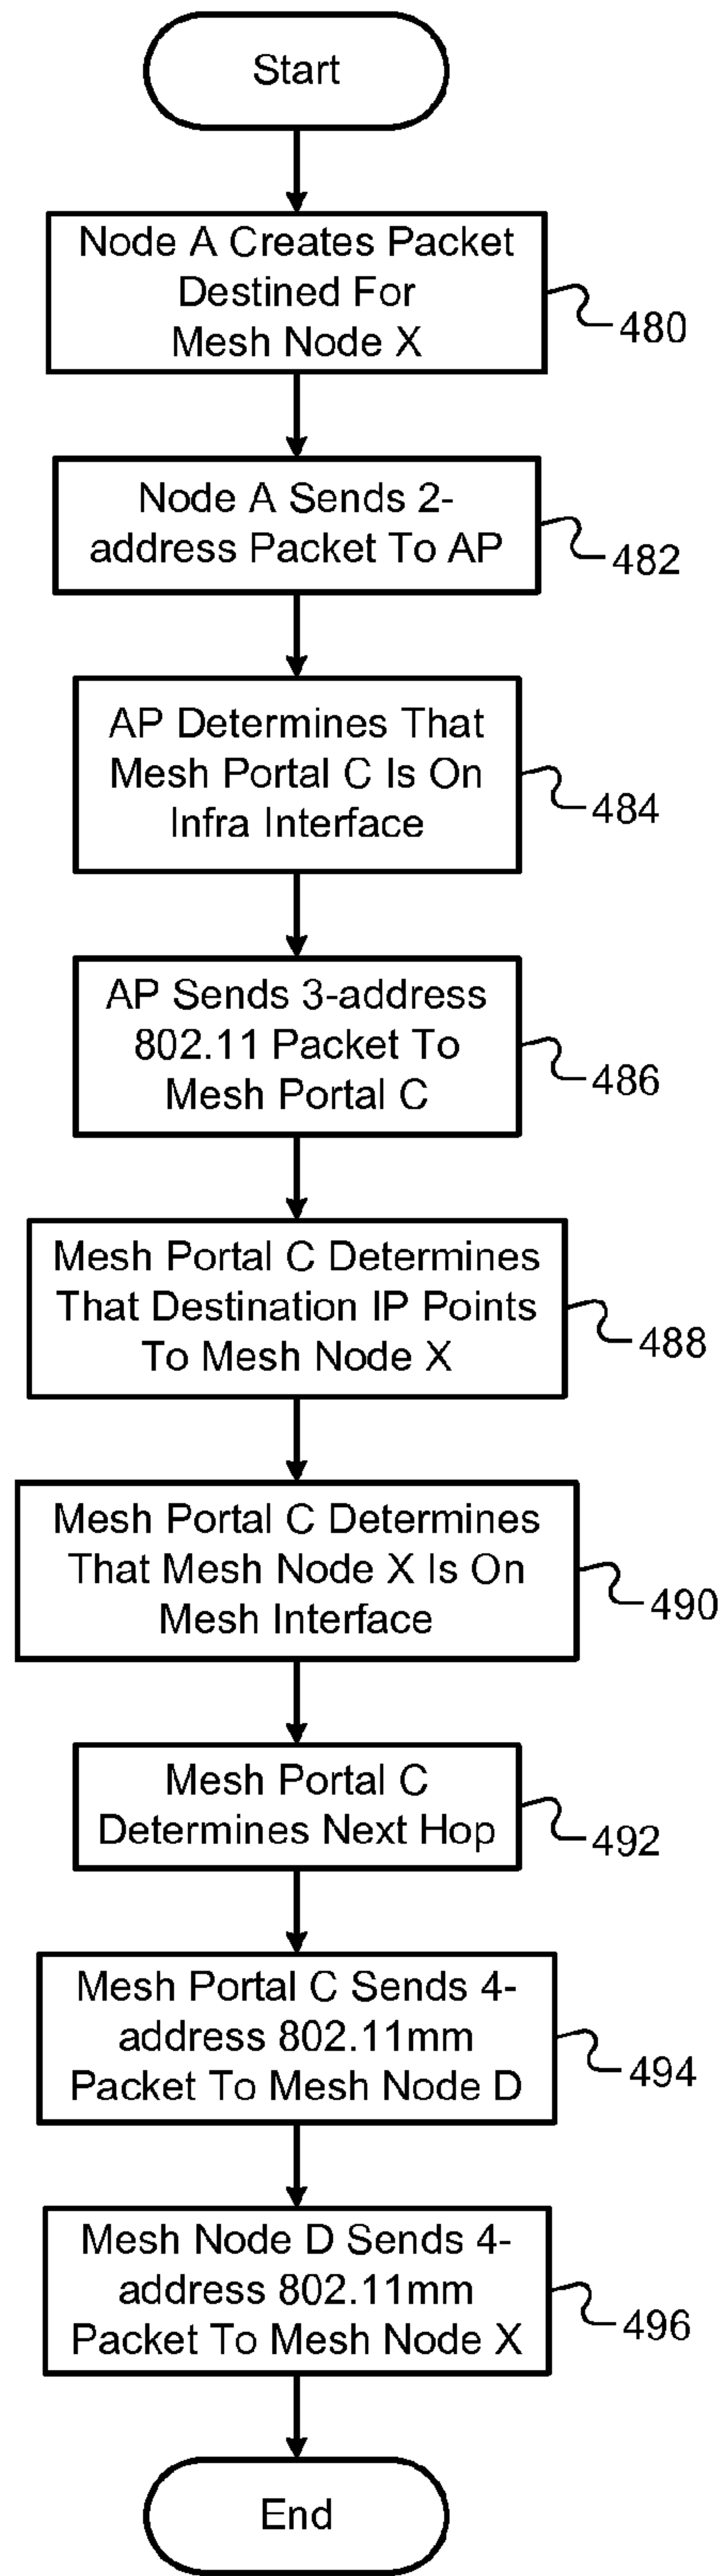 Start
Node A Creates Packet
Destined For
Mesh Node X
480
Node A Sends 2-
address Packet To AP
482
AP Determines That
Mesh Portal C Is On
Infra Interface
484
AP Sends 3-address
802.11 Packet To
Mesh Portal C
486
Mesh Portal C Determines
That Destination IP Points
To Mesh Node X
488
Mesh Portal C Determines
That Mesh Node X Is On
Mesh Interface
490
Mesh Portal C
Determines Next Hop
492
Mesh Portal C Sends 4-
address 802.11mm
Packet To Mesh Node D
494
Mesh Node D Sends 4-
address 802.11mm
Packet To Mesh Node X
496
End